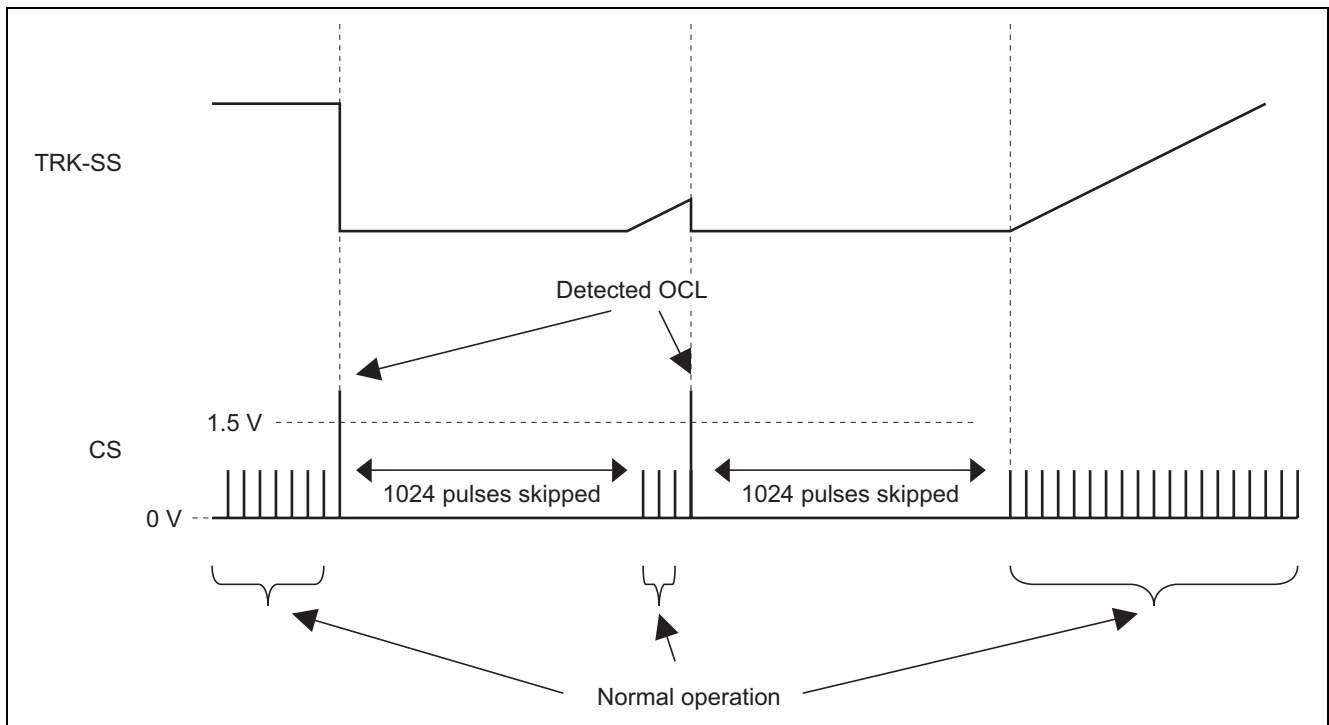 TRK-SS
Detected OCL
1.5 V
CS
1024 pulses skipped
1024 pulses skipped
0 V
Normal operation